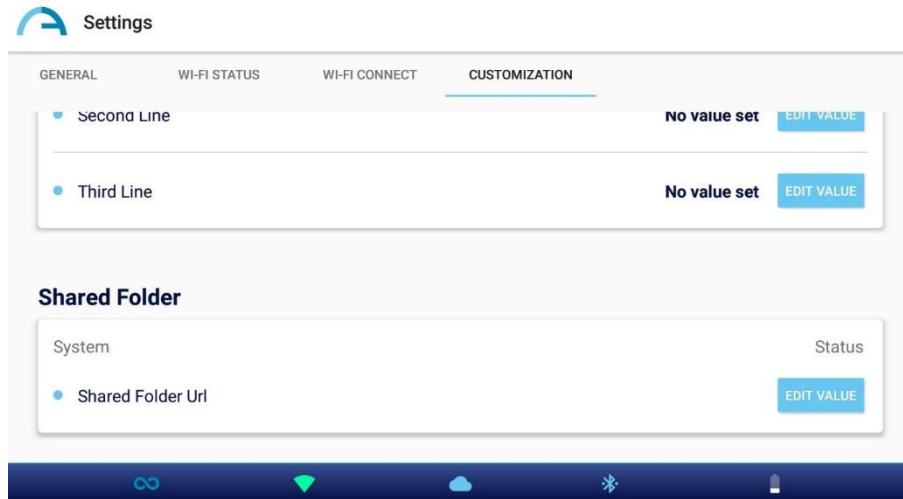 Settings
GENERAL WI-FI STATUS WI-FI CONNECT CUSTOMIZATION
Second Line No value set EDIT VALUE
Third Line No value set EDIT VALUE
Shared Folder
System Status
Shared Folder Url EDIT VALUE